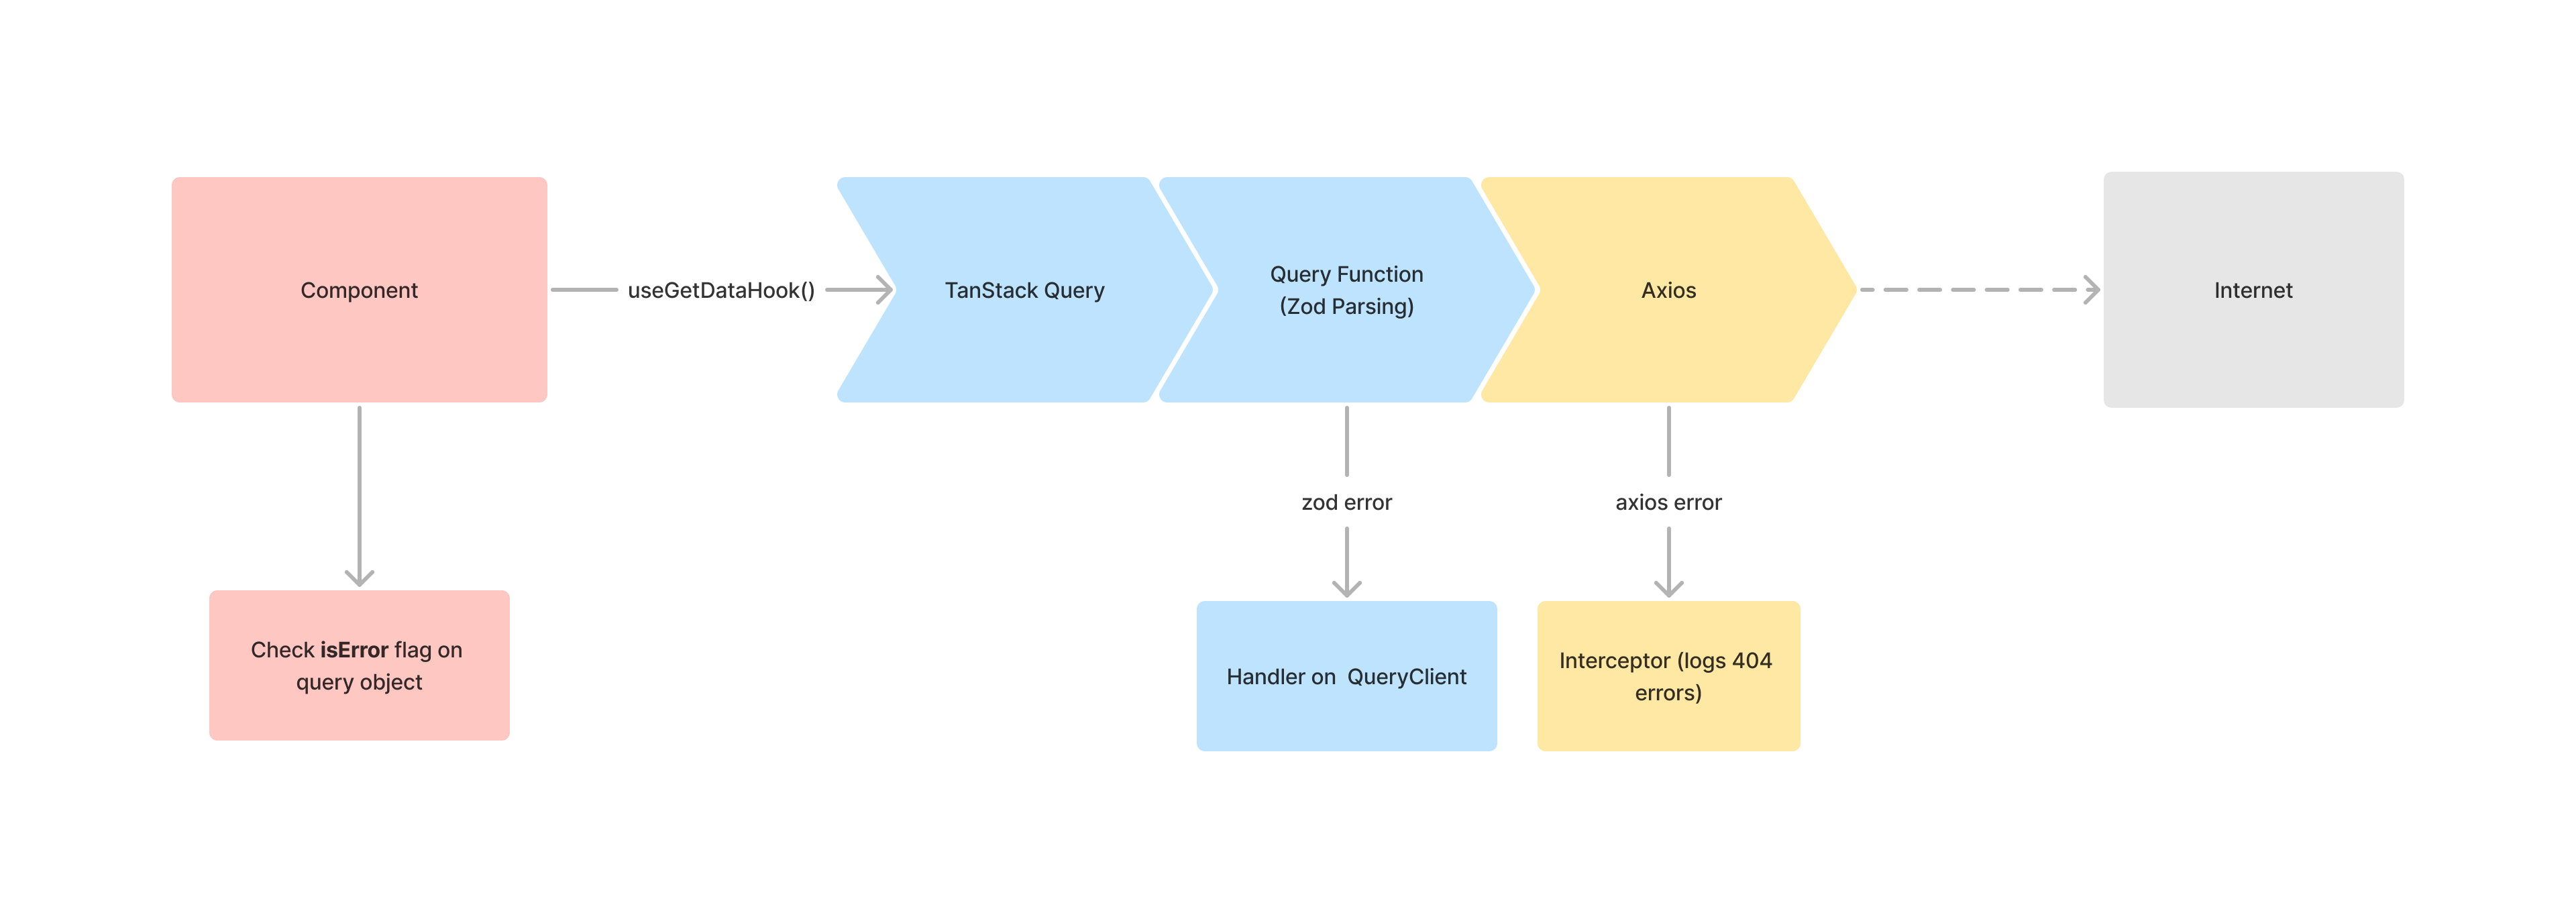 Component
useGetDataHook()
TanStack Query
Query Function
(Zod Parsing)
Axios
Internet
zod error
axios error
Check isError flag on
query object
Handler on  QueryClient
Interceptor (logs 404
errors)